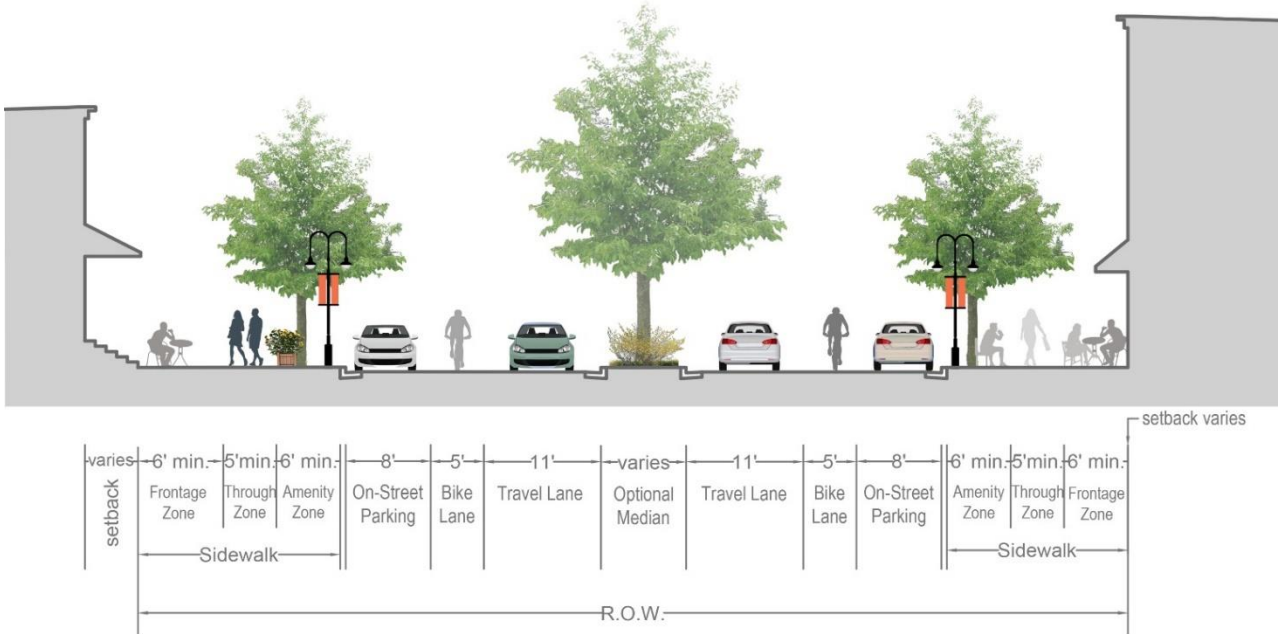 setback varies
varies
6' min.
5'min.
6' min.
8'
5'
11'
varies
11'
5'
8'
6' min.
5'min.
6' min.
setback
Frontage
Zone
Through
Zone
Amenity
Zone
On-Street
Parking
Bike
Lane
Travel Lane
Optional
Median
Travel Lane
Bike
Lane
On-Street
Parking
Amenity
Zone
Through
Zone
Frontage
Zone
Sidewalk
Sidewalk
R.O.W.